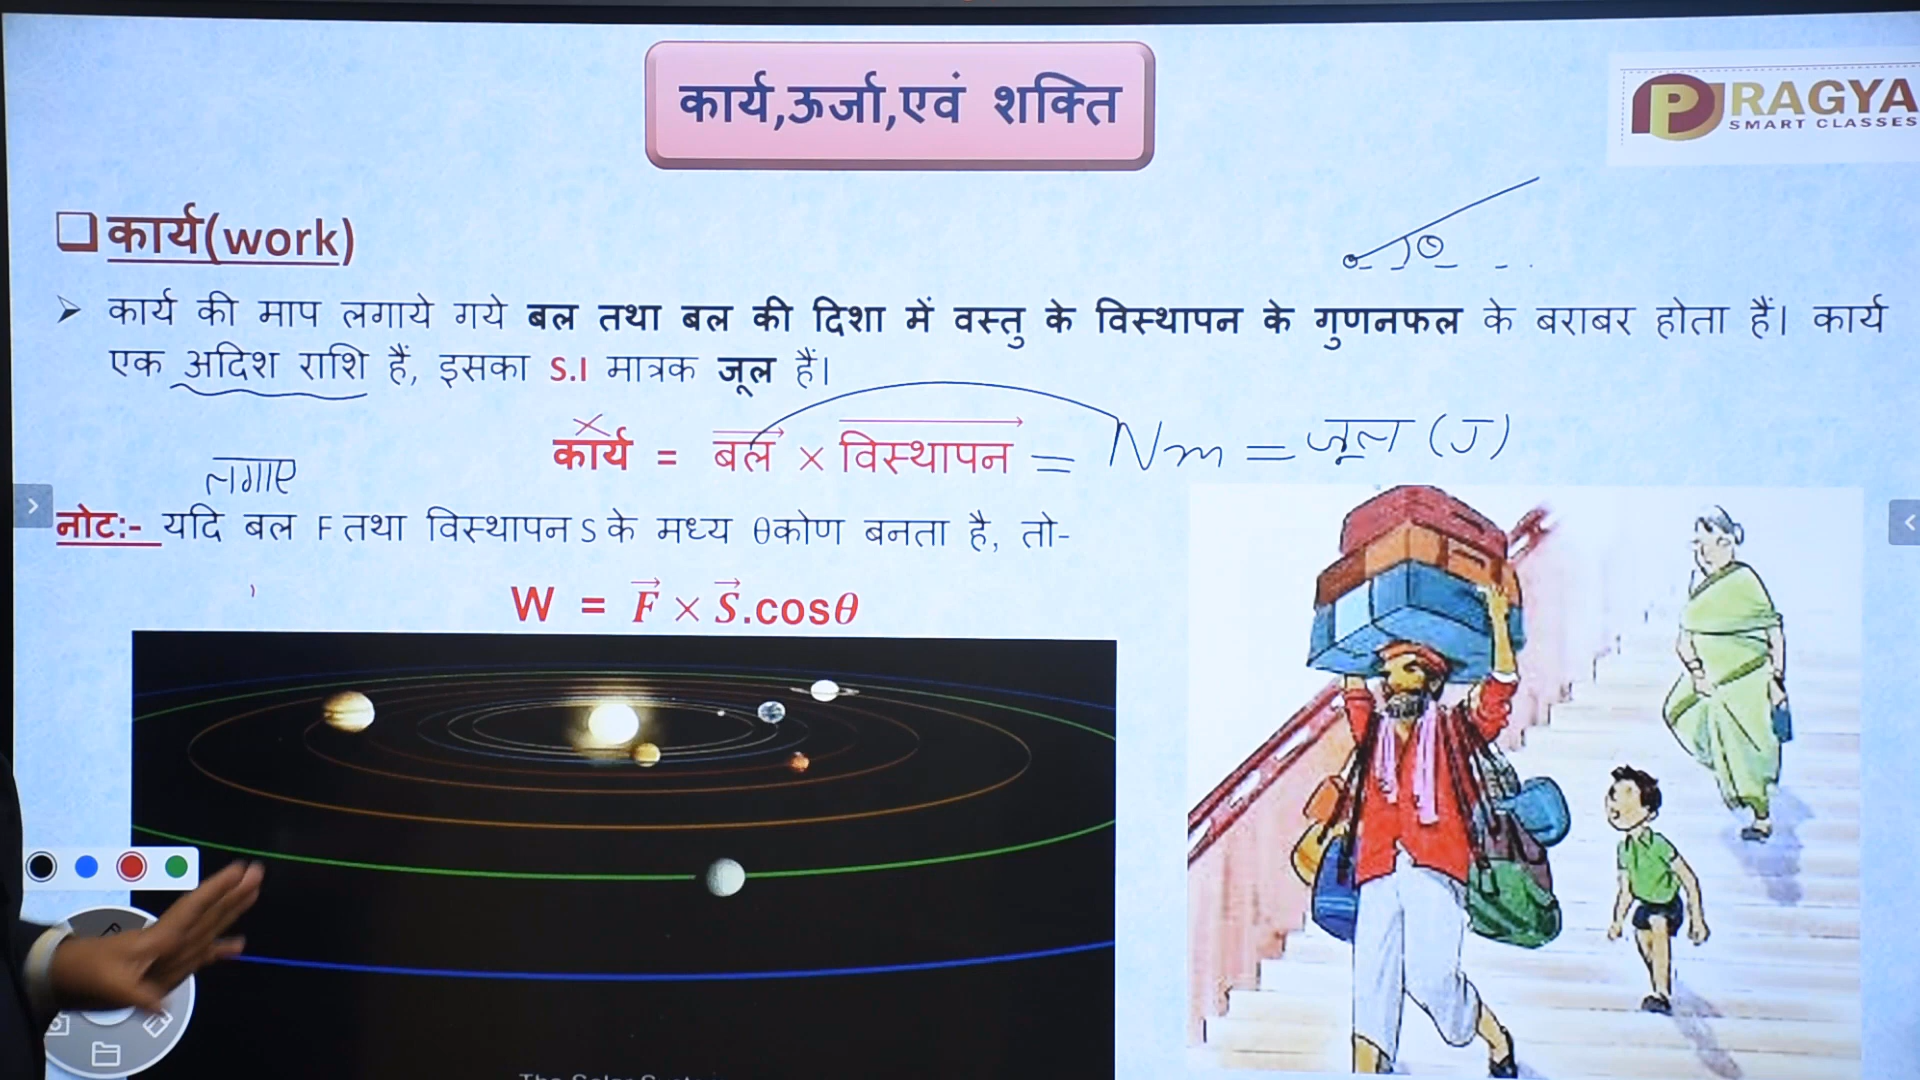 कार्य,ऊर्जा,एवं शक्ति
PRAGYA
SMART CLASSES
कार्य(work)
θ
➢ कार्य की माप लगाये गये बल तथा बल की दिशा में वस्तु के विस्थापन के गुणनफल के बराबर होता हैं। कार्य
एक अदिश राशि हैं, इसका S.I मात्रक जूल हैं।
कार्य = बल × विस्थापन = Nm = जूल (J)
लगाए
नोट:- यदि बल F तथा विस्थापन S के मध्य θकोण बनता है, तो-
W = F⃗ × S⃗.cosθ